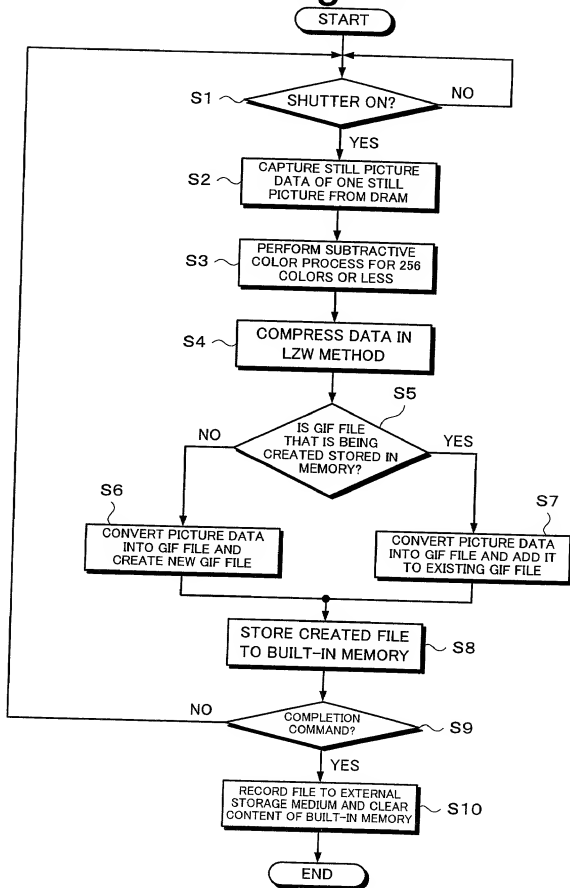 START
S1
SHUTTER ON?
NO
YES
S2
CAPTURE STILL PICTURE
DATA OF ONE STILL
PICTURE FROM DRAM
S3
PERFORM SUBTRACTIVE
COLOR PROCESS FOR 256
COLORS OR LESS
S4
COMPRESS DATA IN
LZW METHOD
S5
IS GIF FILE
THAT IS BEING
CREATED STORED IN
MEMORY?
NO
YES
S6
CONVERT PICTURE DATA
INTO GIF FILE AND
CREATE NEW GIF FILE
S7
CONVERT PICTURE DATA
INTO GIF FILE AND ADD IT
TO EXISTING GIF FILE
STORE CREATED FILE
TO BUILT-IN MEMORY
S8
NO
COMPLETION
COMMAND?
S9
YES
RECORD FILE TO EXTERNAL
STORAGE MEDIUM AND CLEAR
CONTENT OF BUILT-IN MEMORY
S10
END